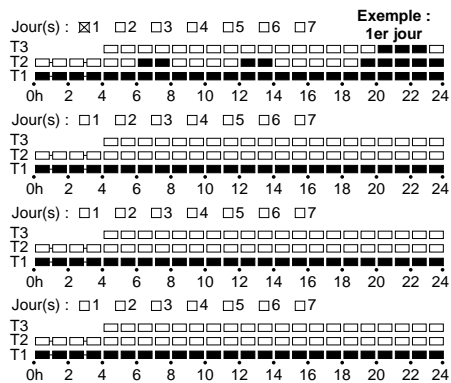 Exemple :
Jour(s) : ☒1 ☐2 ☐3 ☐4 ☐5 ☐6 ☐7
1er jour
T3
T2
T1
0h 2 4 6 8 10 12 14 16 18 20 22 24
Jour(s) : ☐1 ☐2 ☐3 ☐4 ☐5 ☐6 ☐7
T3
T2
T1
0h 2 4 6 8 10 12 14 16 18 20 22 24
Jour(s) : ☐1 ☐2 ☐3 ☐4 ☐5 ☐6 ☐7
T3
T2
T1
0h 2 4 6 8 10 12 14 16 18 20 22 24
Jour(s) : ☐1 ☐2 ☐3 ☐4 ☐5 ☐6 ☐7
T3
T2
T1
0h 2 4 6 8 10 12 14 16 18 20 22 24